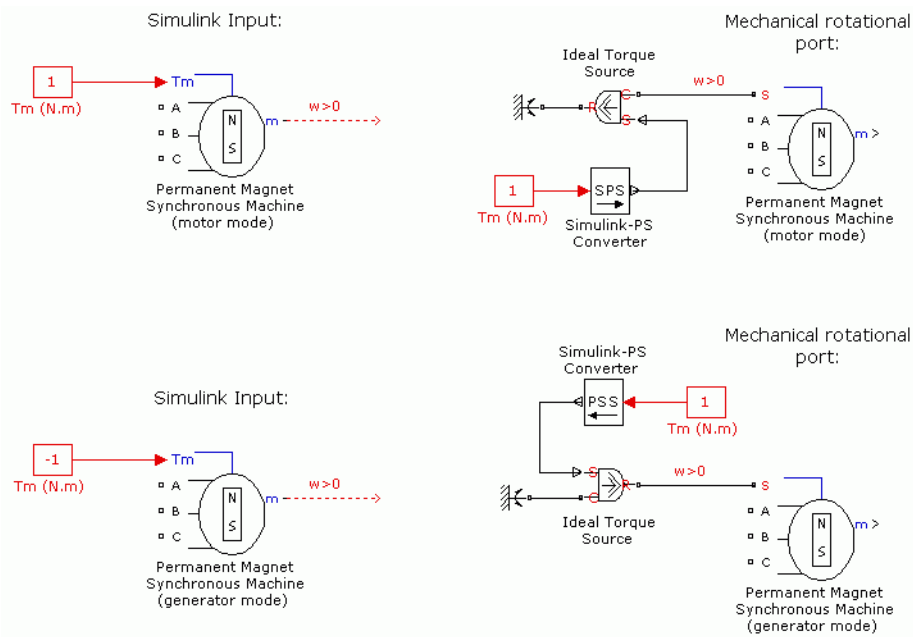 Simulink Input:
1
Tm (N.m)
Tm
A
B
C
N
S
m
w>0
Permanent Magnet
Synchronous Machine
(motor mode)
Mechanical rotational
port:
Ideal Torque
Source
R
C
S
w>0
1
Tm (N.m)
SPS
Simulink-PS
Converter
S
A
B
C
N
S
m
Permanent Magnet
Synchronous Machine
(motor mode)
Simulink Input:
-1
Tm (N.m)
Tm
A
B
C
N
S
m
w>0
Permanent Magnet
Synchronous Machine
(generator mode)
Mechanical rotational
port:
Simulink-PS
Converter
PSS
1
Tm (N.m)
S
C
R
w>0
Ideal Torque
Source
S
A
B
C
N
S
m
Permanent Magnet
Synchronous Machine
(generator mode)